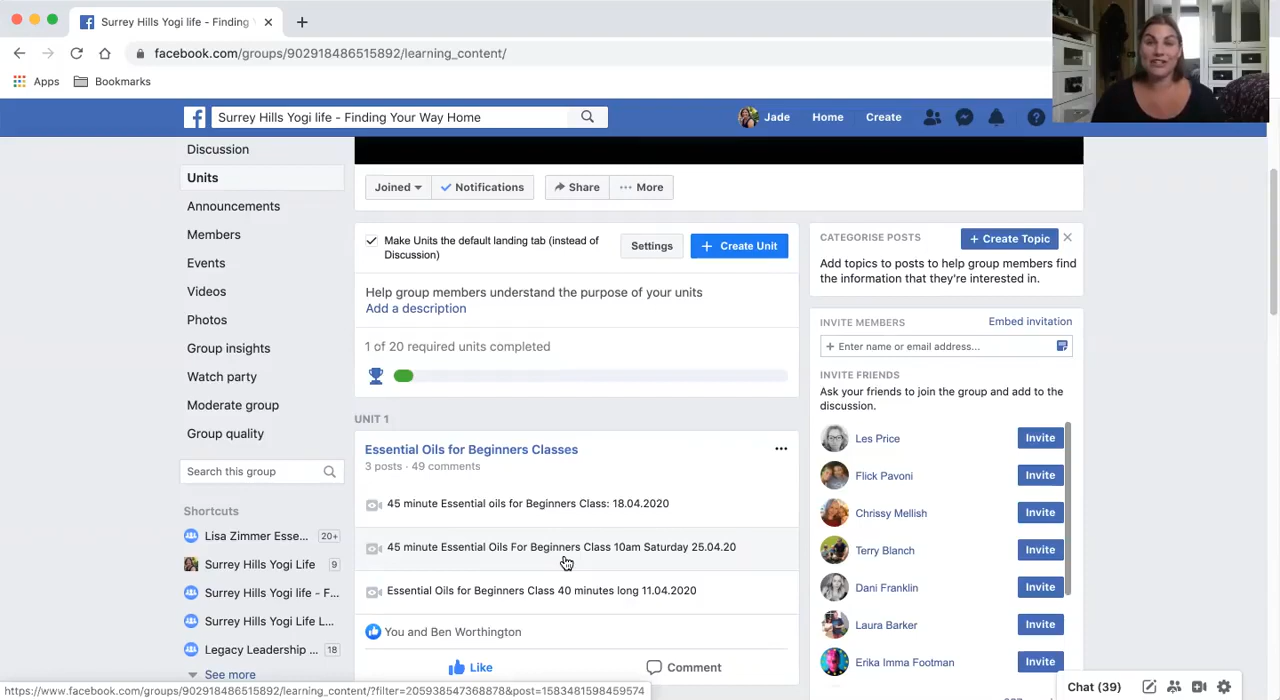 Surrey Hills Yogi life - Finding
facebook.com/groups/902918486515892/learning_content/
Apps
Bookmarks
Surrey Hills Yogi life - Finding Your Way Home
Jade
Home
Create
Discussion
Units
Announcements
Members
Events
Videos
Photos
Group insights
Watch party
Moderate group
Group quality
Search this group
Shortcuts
Lisa Zimmer Esse... 20+
Surrey Hills Yogi Life 9
Surrey Hills Yogi life - F...
Surrey Hills Yogi Life L...
Legacy Leadership ... 18
See more
Joined
Notifications
Share
More
Make Units the default landing tab (instead of
Discussion)
Settings
+ Create Unit
Help group members understand the purpose of your units
Add a description
1 of 20 required units completed
UNIT 1
Essential Oils for Beginners Classes
3 posts · 49 comments
45 minute Essential oils for Beginners Class: 18.04.2020
45 minute Essential Oils For Beginners Class 10am Saturday 25.04.20
Essential Oils for Beginners Class 40 minutes long 11.04.2020
You and Ben Worthington
Like
Comment
CATEGORISE POSTS
+ Create Topic
Add topics to posts to help group members find
the information that they're interested in.
INVITE MEMBERS
Embed invitation
+ Enter name or email address...
INVITE FRIENDS
Ask your friends to join the group and add to the
discussion.
Les Price Invite
Flick Pavoni Invite
Chrissy Mellish Invite
Terry Blanch Invite
Dani Franklin Invite
Laura Barker Invite
Erika Imma Footman Invite
Chat (39)
https://www.facebook.com/groups/902918486515892/learning_content/?filter=205938547368878&post=1583481598459574